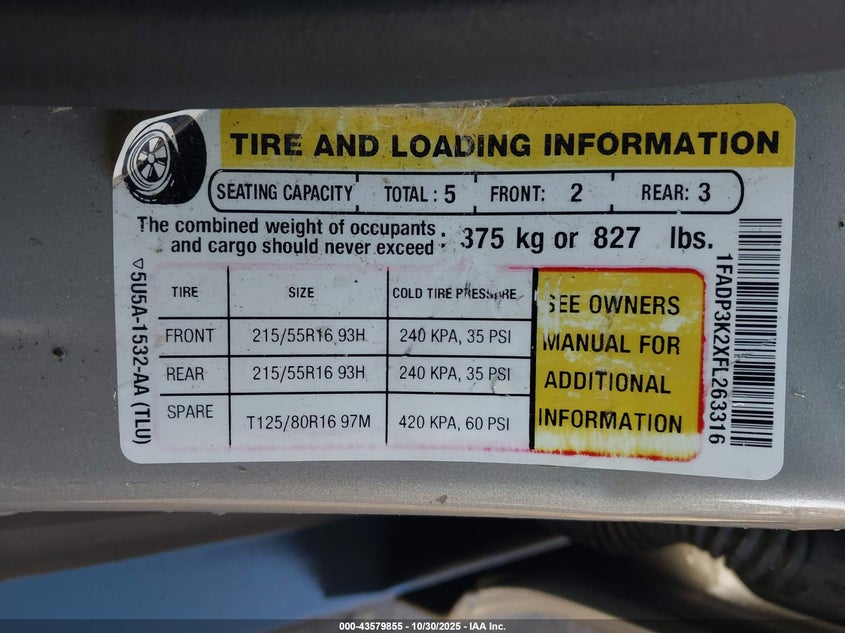 TIRE AND LOADING INFORMATION
SEATING CAPACITY TOTAL : 5 FRONT: 2 REAR: 3
The combined weight of occupants
and cargo should never exceed : 375 kg or 827 lbs.
TIRE SIZE COLD TIRE PRESSURE
FRONT 215/55R16 93H 240 KPA, 35 PSI
REAR 215/55R16 93H 240 KPA, 35 PSI
SPARE T125/80R16 97M 420 KPA, 60 PSI
SEE OWNERS
MANUAL FOR
ADDITIONAL
INFORMATION
▽5U5A-1532-AA (TLU)
1FADP3K2XFL263316
000-43579855 - 10/30/2025 - IAA Inc.